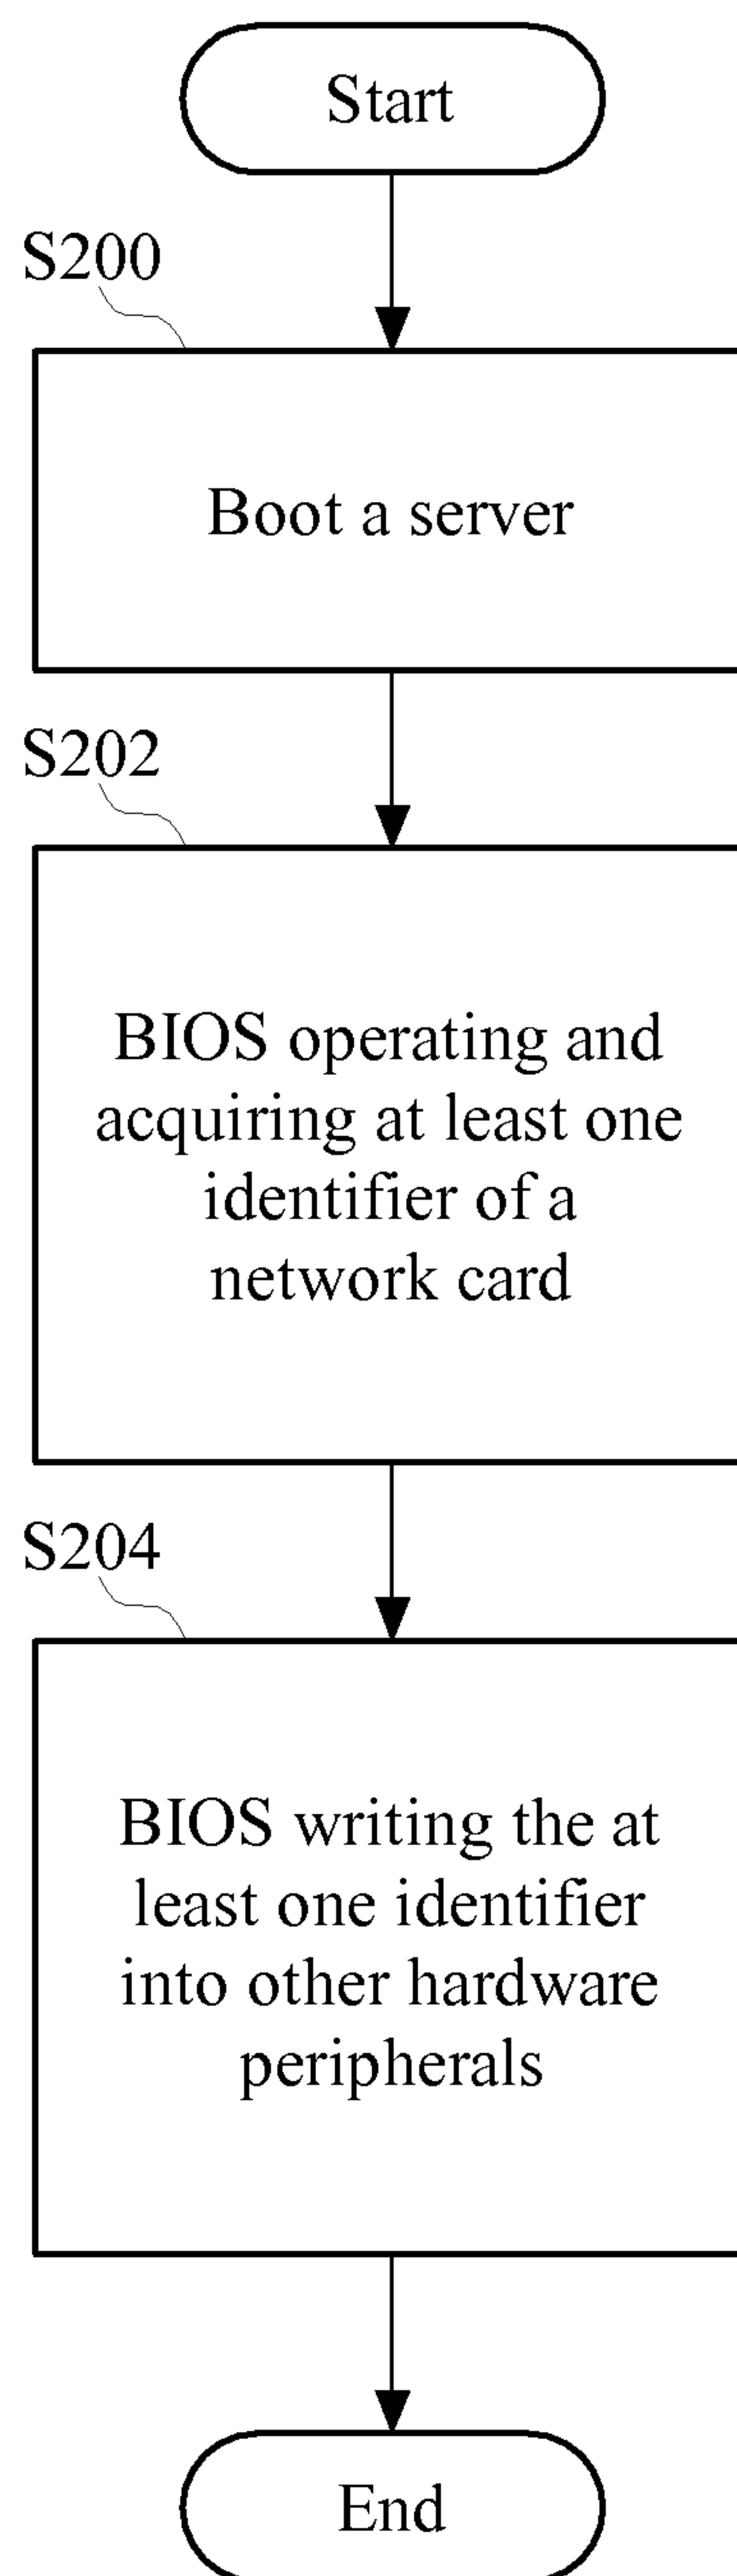 Start
S200
Boot a server
S202
BIOS operating and
acquiring at least one
identifier of a
network card
S204
BIOS writing the at
least one identifier
into other hardware
peripherals
End